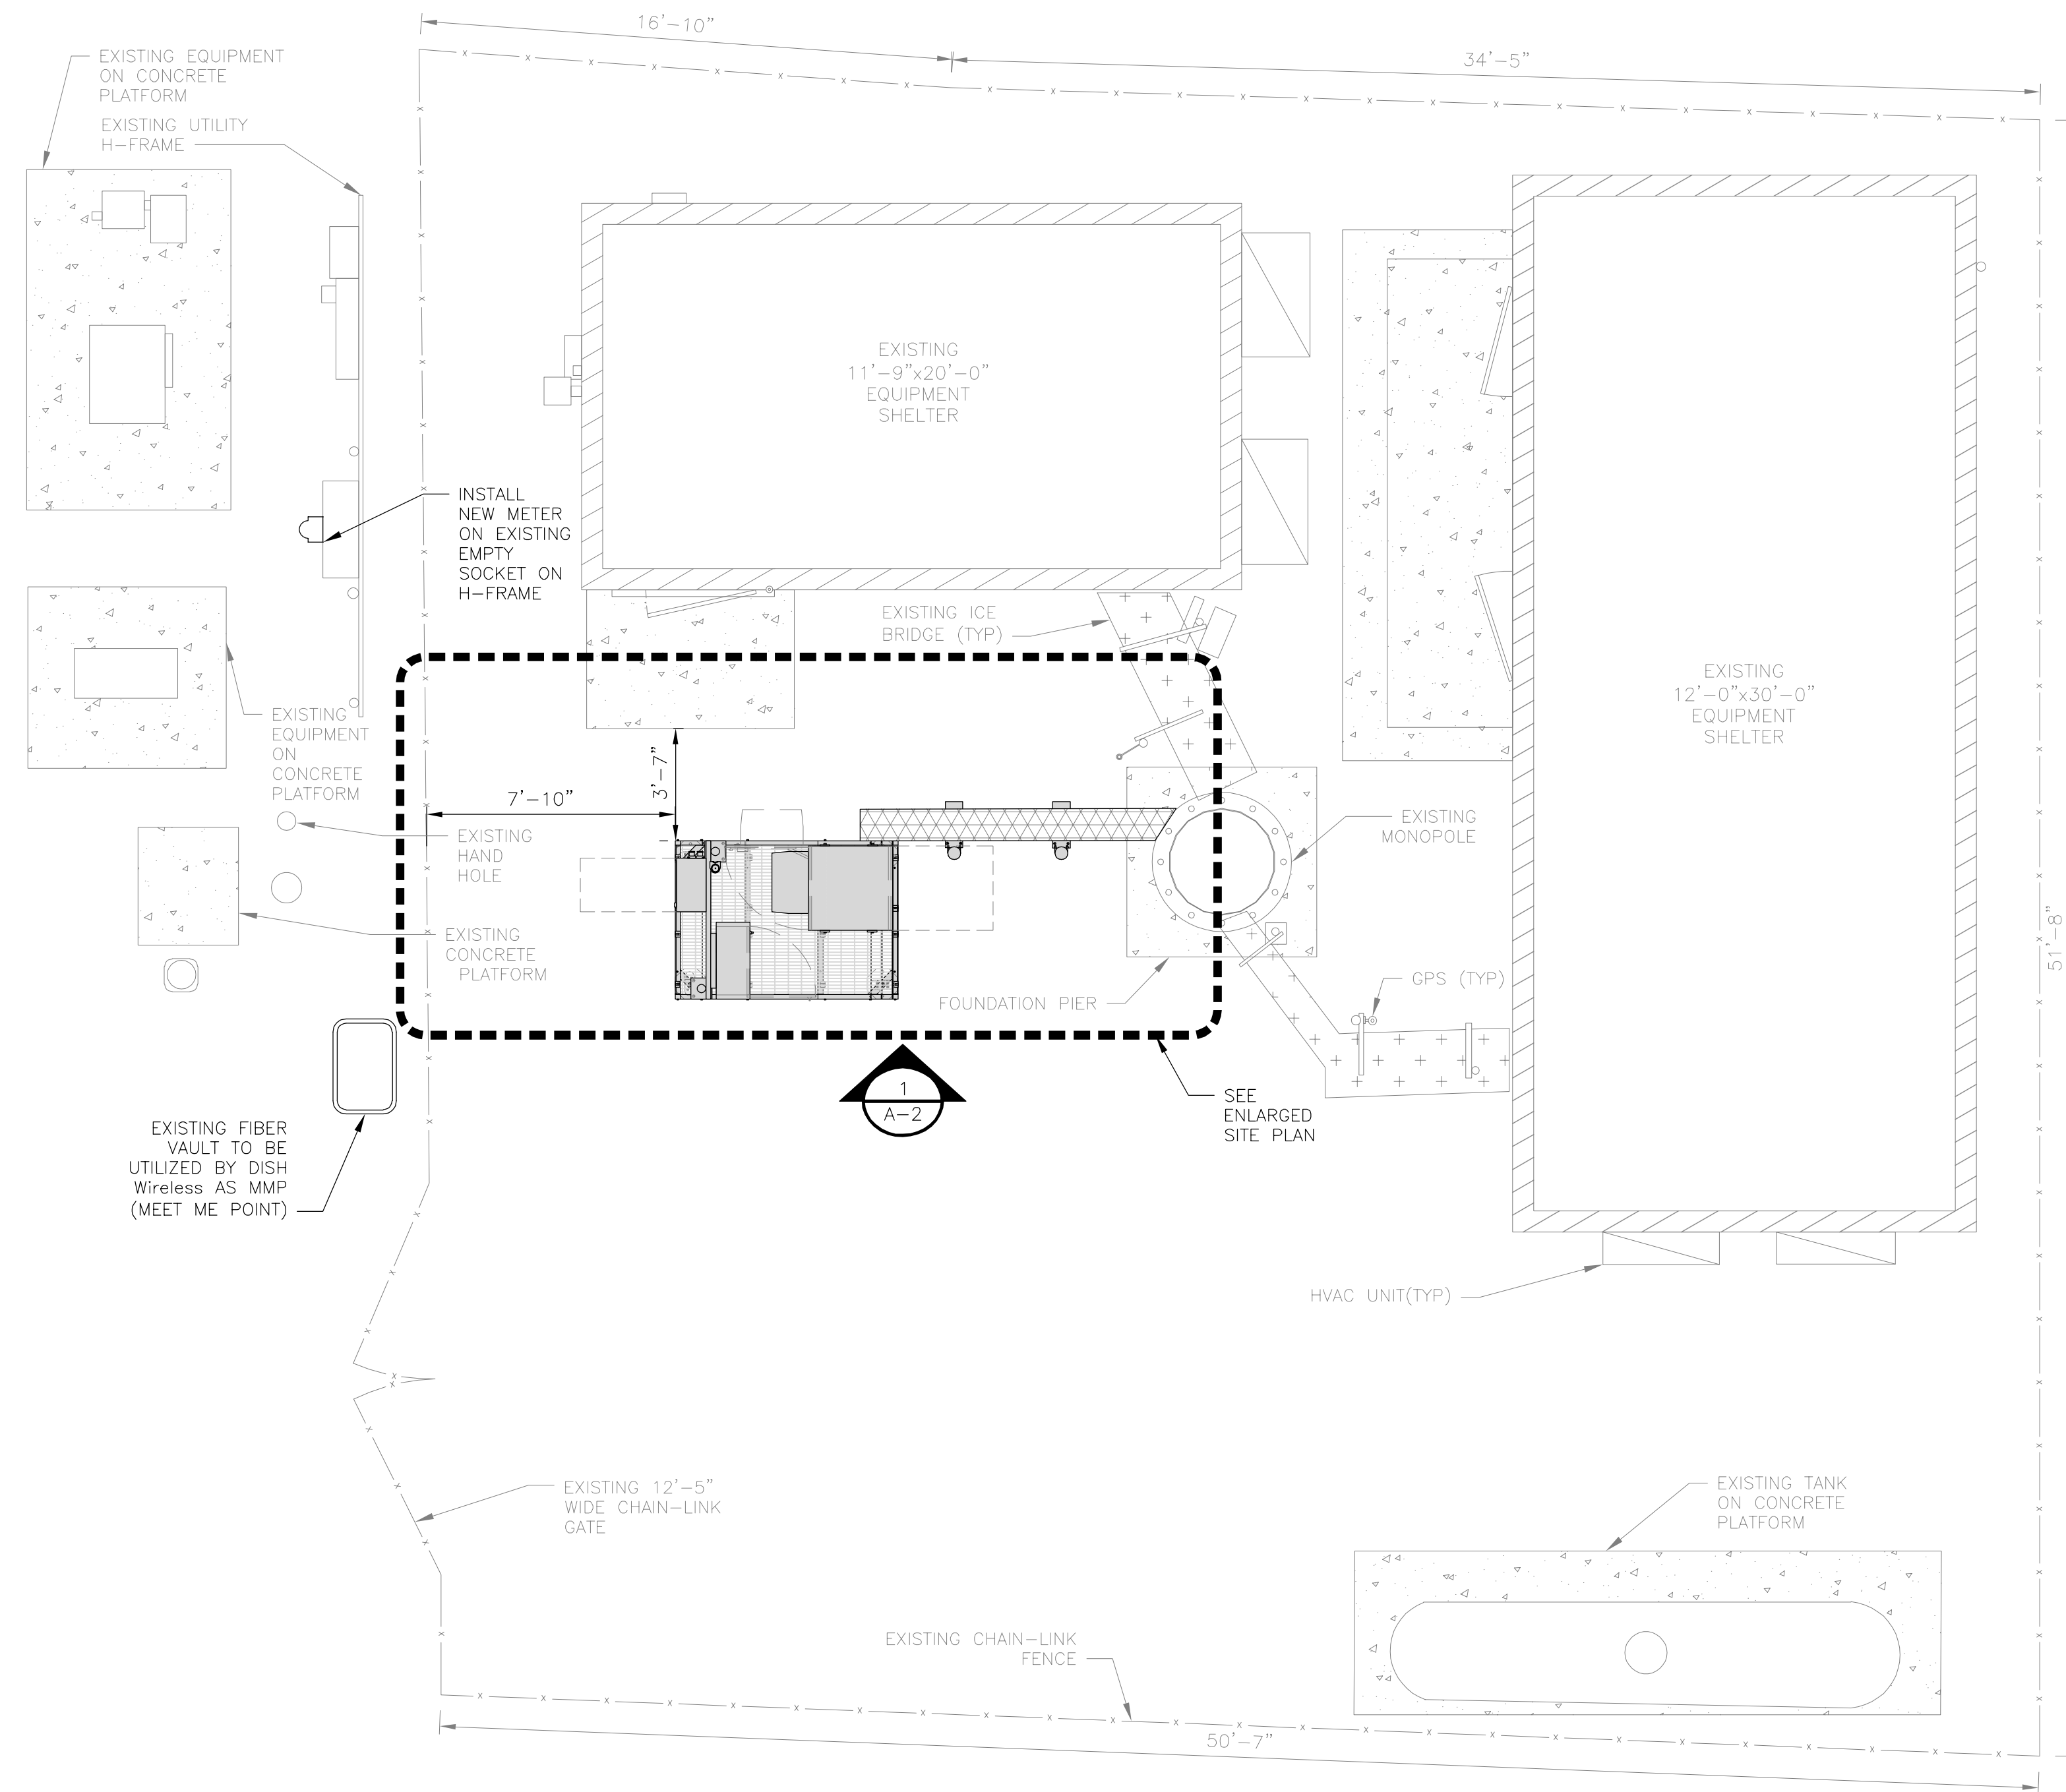 16'-10"
34'-5"
EXISTING EQUIPMENT
ON CONCRETE
PLATFORM
EXISTING UTILITY
H-FRAME
EXISTING
11'-9"x20'-0"
EQUIPMENT
SHELTER
INSTALL
NEW METER
ON EXISTING
EMPTY
SOCKET ON
H-FRAME
EXISTING ICE
BRIDGE (TYP)
EXISTING
12'-0"x30'-0"
EQUIPMENT
SHELTER
EXISTING
EQUIPMENT
ON
CONCRETE
PLATFORM
3'-7"
7'-10"
EXISTING
HAND
HOLE
EXISTING
MONOPOLE
51'-8"
EXISTING
CONCRETE
PLATFORM
GPS (TYP)
FOUNDATION PIER
1
A-2
SEE
ENLARGED
SITE PLAN
EXISTING FIBER
VAULT TO BE
UTILIZED BY DISH
Wireless AS MMP
(MEET ME POINT)
HVAC UNIT(TYP)
EXISTING 12'-5"
WIDE CHAIN-LINK
GATE
EXISTING TANK
ON CONCRETE
PLATFORM
EXISTING CHAIN-LINK
FENCE
50'-7"